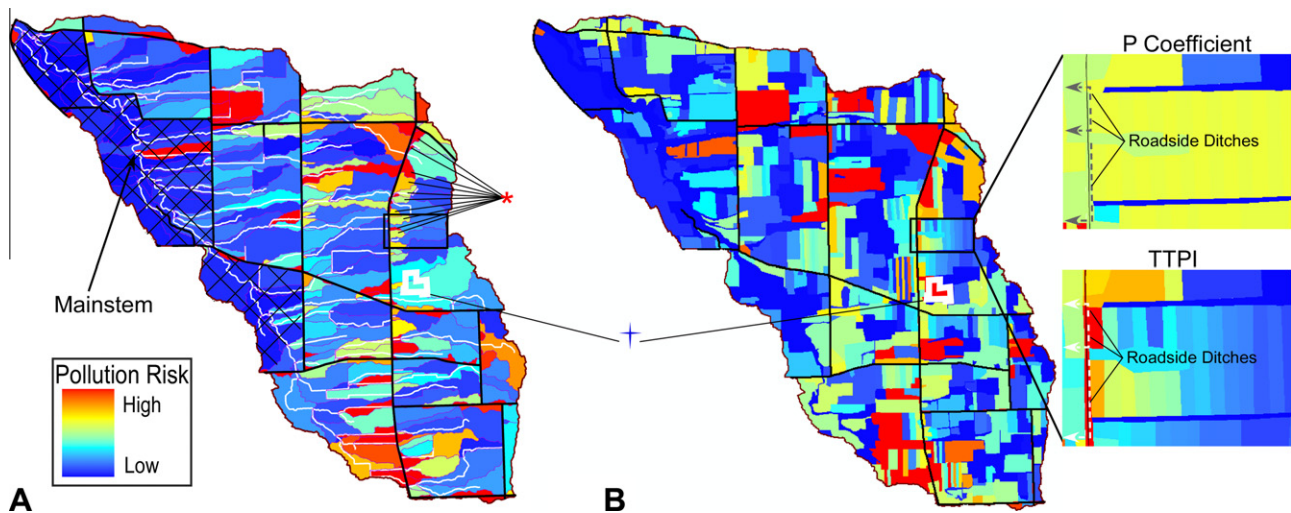 P Coefficient
Roadside Ditches
*
Mainstem
TTPI
Roadside Ditches
Pollution Risk
High
Low
A
B